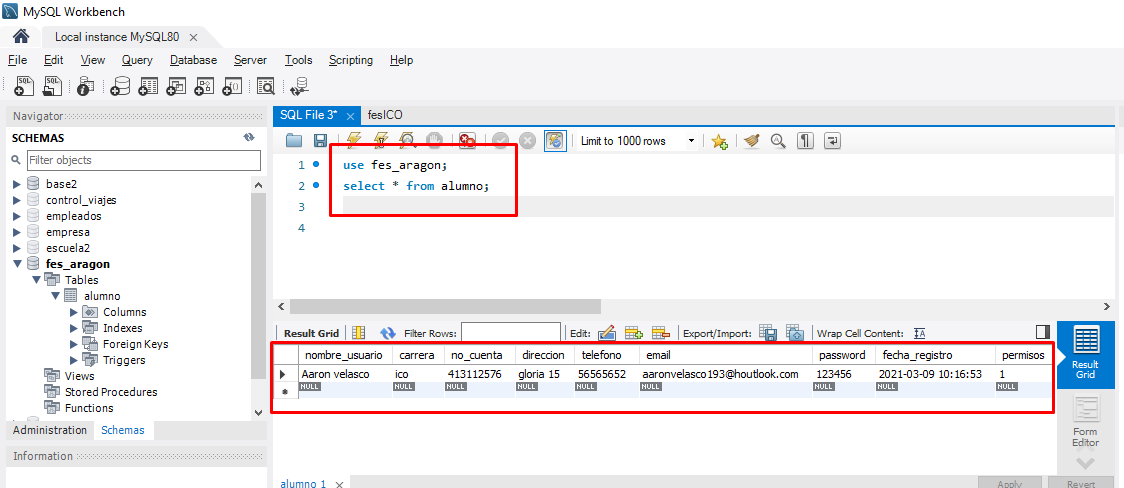 MySQL Workbench
Local instance MySQL80
File Edit View Query Database Server Tools Scripting Help
Navigator
SCHEMAS
Filter objects
base2
control_viajes
empleados
empresa
escuela2
fes_aragon
Tables
alumno
Columns
Indexes
Foreign Keys
Triggers
Views
Stored Procedures
Functions
Administration Schemas
Information
SQL File 3* fesICO
Limit to 1000 rows
1 use fes_aragon;
2 select * from alumno;
3
4
Result Grid Filter Rows: Edit: Export/Import: Wrap Cell Content:
nombre_usuario carrera no_cuenta direccion telefono email password fecha_registro permisos
Aaron velasco ico 413112576 gloria 15 56565652 aaronvelasco193@houtlook.com 123456 2021-03-09 10:16:53 1
NULL NULL NULL NULL NULL NULL NULL NULL NULL
Result
Grid
Form
Editor
alumno 1
Apply Revert